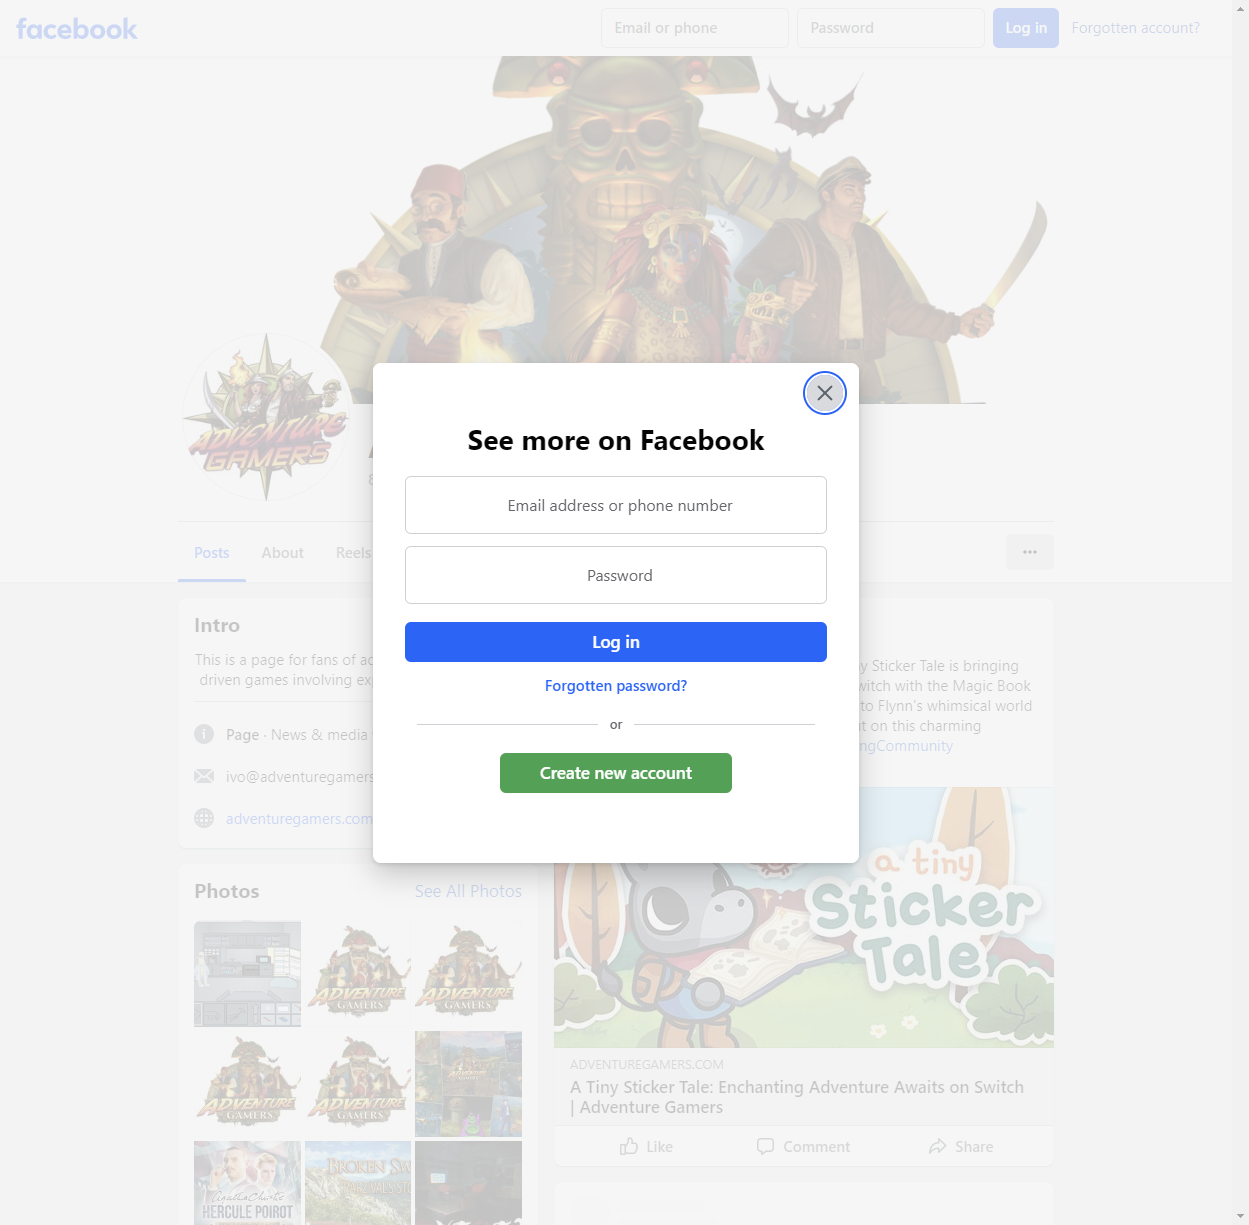 facebook
Email or phone
Password
Log in
Forgotten account?
ADVENTURE
GAMERS
See more on Facebook
Email address or phone number
Password
Log in
Forgotten password?
or
Create new account
Posts
About
Reels
Intro
This is a page for fans of
driven games involving
Page · News & media
ivo@adventuregamers
adventuregamers.com
Photos
See All Photos
ADVENTURE
GAMERS
ADVENTURE
GAMERS
ADVENTURE
GAMERS
ADVENTURE
GAMERS
Agatha Christie
HERCULE POIROT
BROKEN
Sticker Tale is bringing
with the Magic Book
to Flynn's whimsical world
on this charming
a tiny
Sticker
Tale
ADVENTUREGAMERS.COM
A Tiny Sticker Tale: Enchanting Adventure Awaits on Switch
| Adventure Gamers
Like
Comment
Share